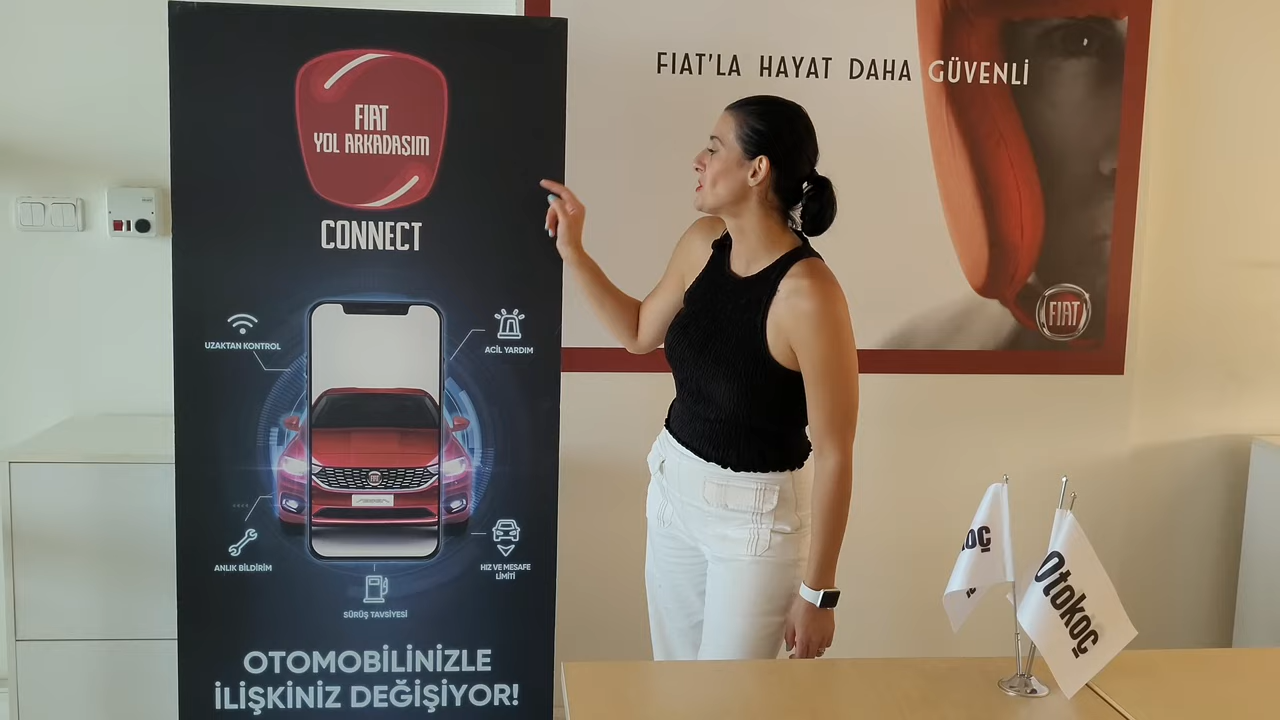 FIAT
YOL ARKADAŞIM
CONNECT
UZAKTAN KONTROL
ACİL YARDIM
ANLIK BİLDİRİM
HIZ VE MESAFE
LİMİTİ
SÜRÜŞ TAVSİYESİ
OTOMOBİLİNİZLE
İLİŞKİNİZ DEĞİŞİYOR!
FIAT'LA HAYAT DAHA GÜVENLİ
FIAT
FIAT
oç
Otokoç